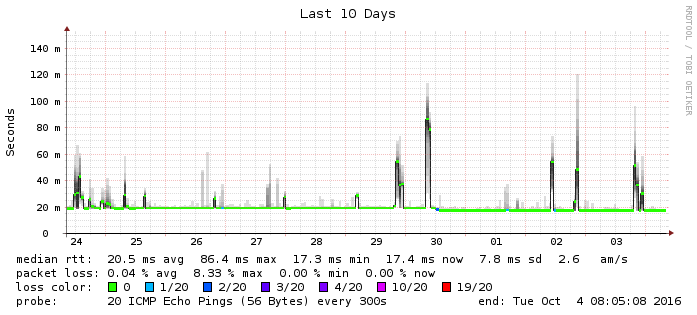 Last 10 Days
RRDTOOL / TOBI OETIKER
Seconds
140 m
120 m
100 m
80 m
60 m
40 m
20 m
0
24 25 26 27 28 29 30 01 02 03
median rtt: 20.5 ms avg 86.4 ms max 17.3 ms min 17.4 ms now 7.8 ms sd 2.6 am/s
packet loss: 0.04 % avg 8.33 % max 0.00 % min 0.00 % now
loss color: 0 1/20 2/20 3/20 4/20 10/20 19/20
probe: 20 ICMP Echo Pings (56 Bytes) every 300s end: Tue Oct 4 08:05:08 2016